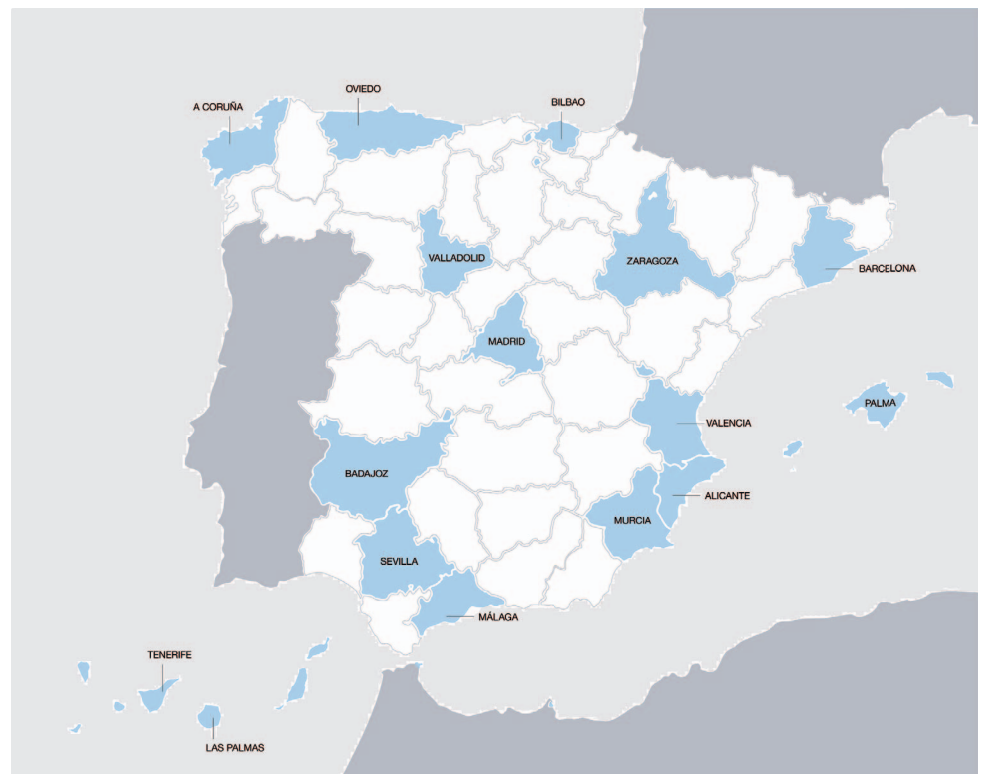 OVIEDO
A CORUÑA
BILBAO
VALLADOLID
ZARAGOZA
BARCELONA
MADRID
PALMA
VALENCIA
BADAJOZ
ALICANTE
MURCIA
SEVILLA
MÁLAGA
TENERIFE
LAS PALMAS